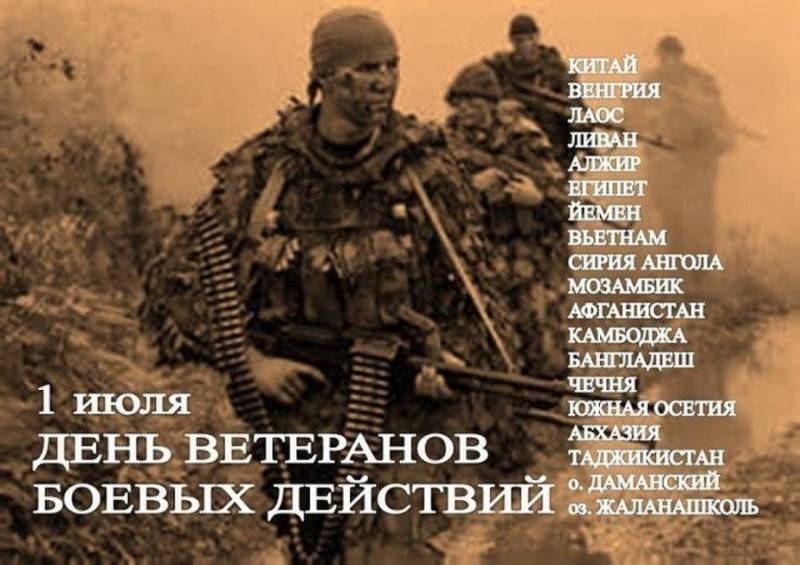 КИТАЙ
ВЕНГРИЯ
ЛАОС
ЛИВАН
АЛЖИР
ЕГИПЕТ
ЙЕМЕН
ВЬЕТНАМ
СИРИЯ АНГОЛА
МОЗАМБИК
АФГАНИСТАН
КАМБОДЖА
БАНГЛАДЕШ
ЧЕЧНЯ
ЮЖНАЯ ОСЕТИЯ
АБХАЗИЯ
ТАДЖИКИСТАН
о. ДАМАНСКИЙ
оз. ЖАЛАНАШКОЛЬ
1 июля
ДЕНЬ ВЕТЕРАНОВ
БОЕВЫХ ДЕЙСТВИЙ